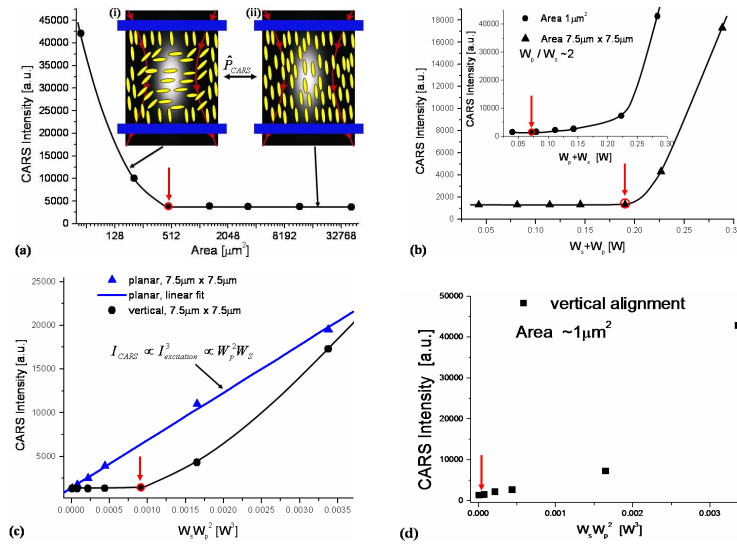 (i)
(ii)
P̂CARS
CARS Intensity [a.u.]
45000
40000
35000
30000
25000
20000
15000
10000
5000
0
128
512
2048
8192
32768
Area [μm²]
(a)
CARS Intensity [a.u.]
18000
16000
14000
12000
10000
8000
6000
4000
2000
0
0.05
0.10
0.15
0.20
0.25
0.30
Ws+Wp [W]
Area 1μm²
Area 7.5μm x 7.5μm
Wp / Ws ~2
CARS Intensity [a.u.]
40000
30000
20000
10000
0
0.05
0.10
0.15
0.20
0.25
0.30
Wp+Ws [W]
(b)
planar, 7.5μm x 7.5μm
planar, linear fit
vertical, 7.5μm x 7.5μm
ICARS ∝ I³excitation ∝ Wp²WS
CARS Intensity [a.u.]
25000
20000
15000
10000
5000
0.0000
0.0005
0.0010
0.0015
0.0020
0.0025
0.0030
0.0035
WsWp² [W³]
(c)
vertical alignment
Area ~1μm²
CARS Intensity [a.u.]
50000
40000
30000
20000
10000
0
0.000
0.001
0.002
0.003
WsWp² [W³]
(d)